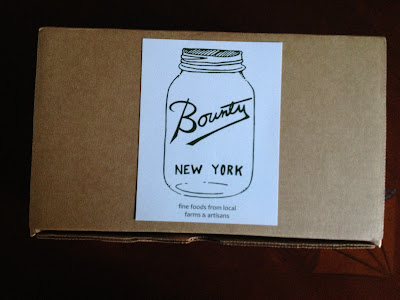 Bounty
NEW YORK
fine foods from local
farms & artisans